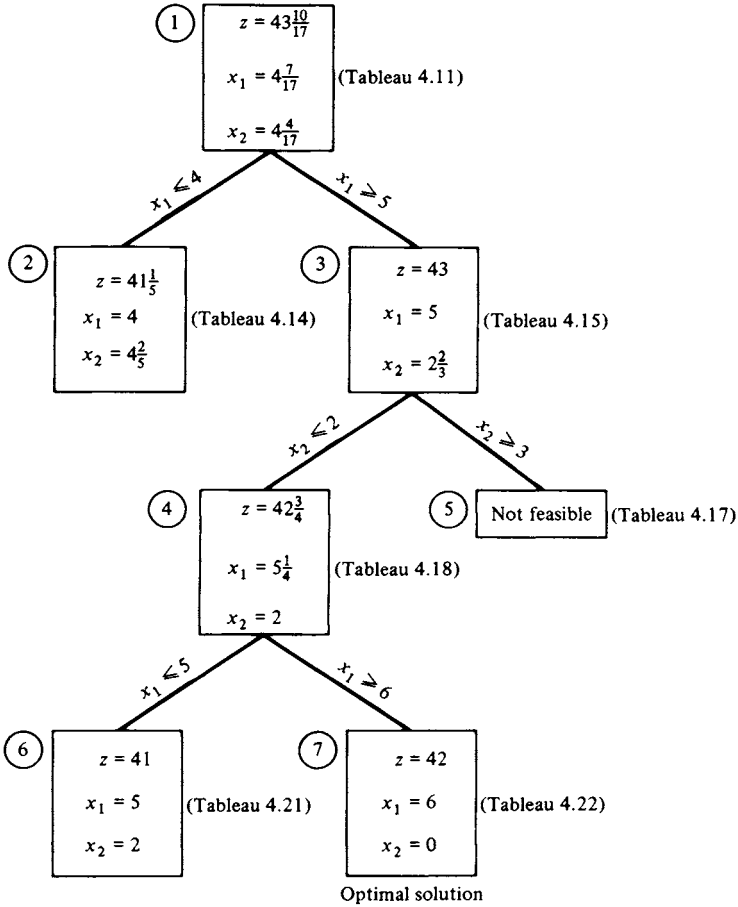 1
z = 43 10/17
x₁ = 4 7/17
(Tableau 4.11)
x₂ = 4 4/17
x₁ ⩽ 4
x₁ ⩾ 5
2
z = 41 1/5
x₁ = 4
(Tableau 4.14)
x₂ = 4 2/5
3
z = 43
x₁ = 5
(Tableau 4.15)
x₂ = 2 2/3
x₂ ⩽ 2
x₂ ⩾ 3
4
z = 42 3/4
x₁ = 5 1/4
(Tableau 4.18)
x₂ = 2
5
Not feasible
(Tableau 4.17)
x₁ ⩽ 5
x₁ ⩾ 6
6
z = 41
x₁ = 5
(Tableau 4.21)
x₂ = 2
7
z = 42
x₁ = 6
(Tableau 4.22)
x₂ = 0
Optimal solution